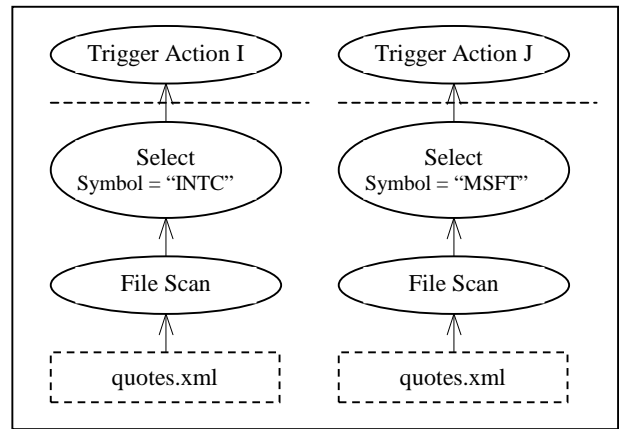 Trigger Action I
Select
Symbol = “INTC”
File Scan
quotes.xml
Trigger Action J
Select
Symbol = “MSFT”
File Scan
quotes.xml